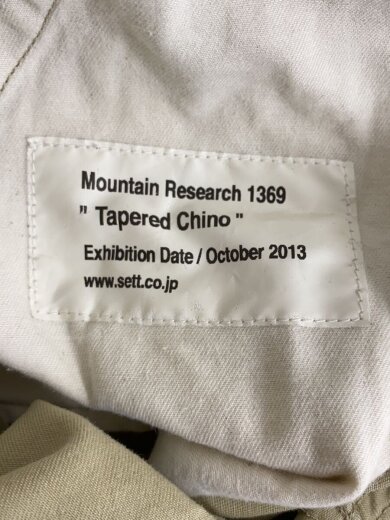 Mountain Research 1369
" Tapered Chino "
Exhibition Date / October 2013
www.sett.co.jp